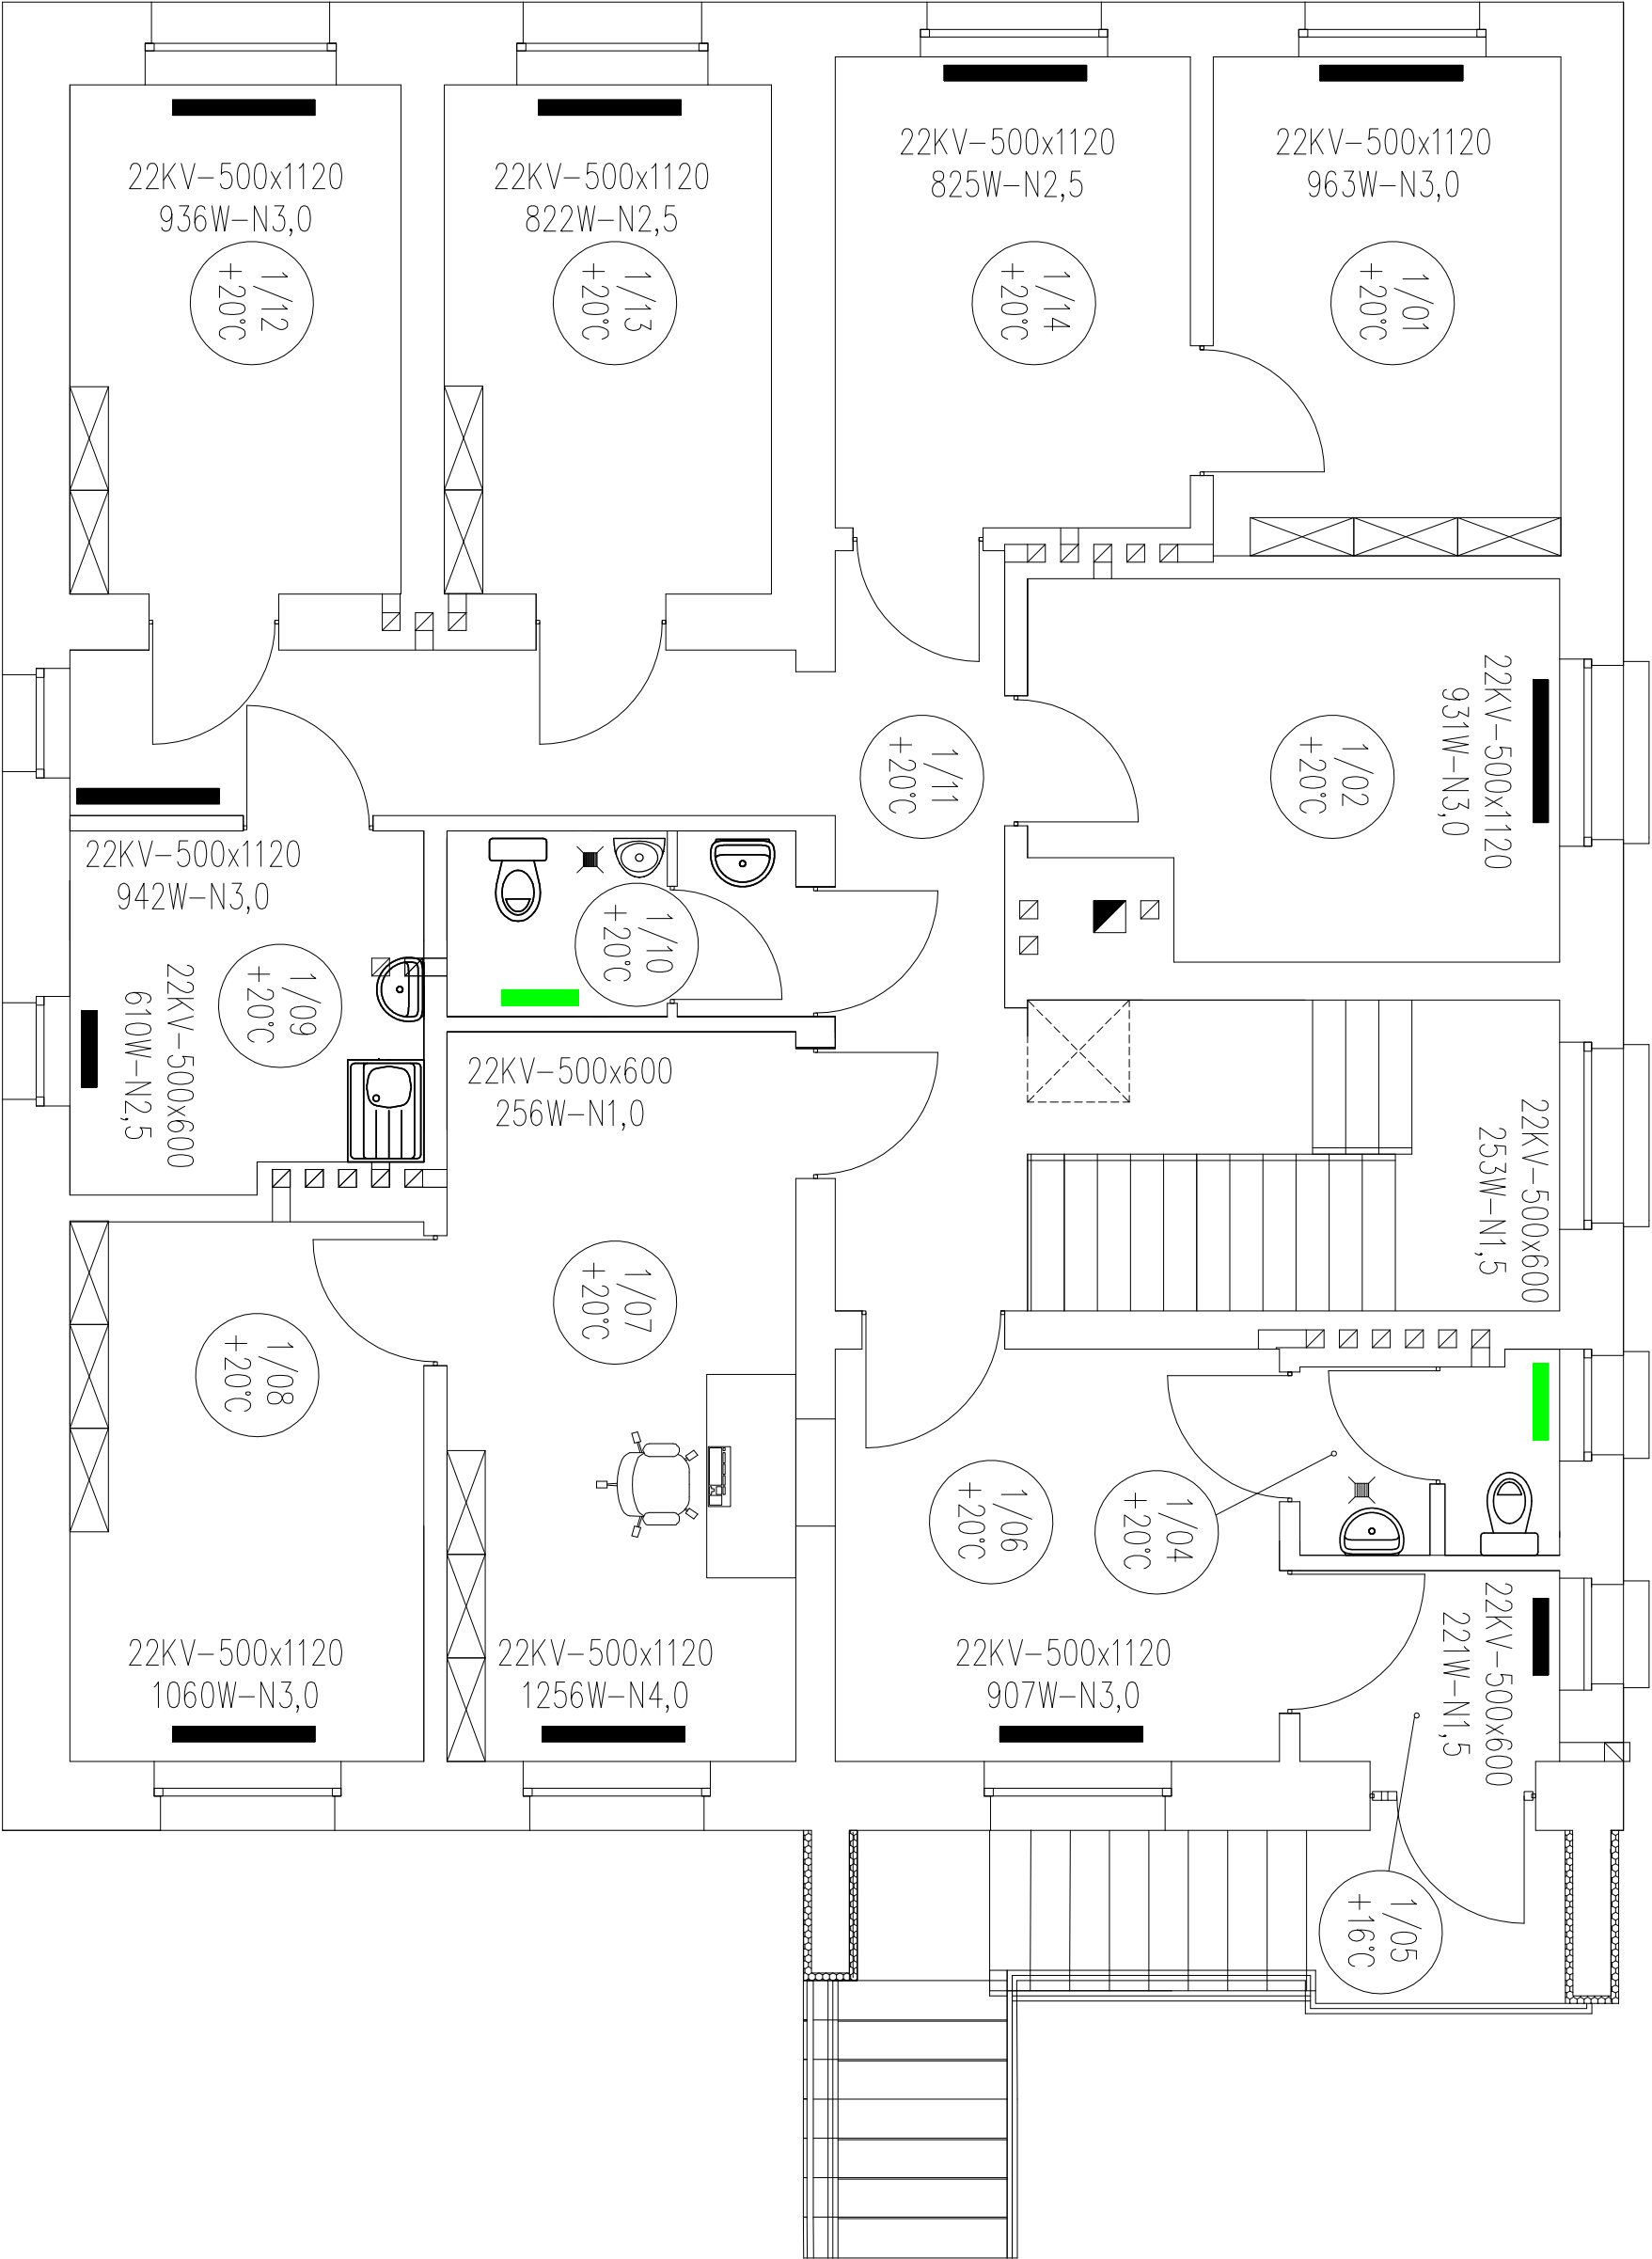 22KV-500x1120
936W-N3,0
1/12
+20°C
22KV-500x1120
822W-N2,5
1/13
+20°C
22KV-500x1120
825W-N2,5
1/14
+20°C
22KV-500x1120
963W-N3,0
1/01
+20°C
22KV-500x1120
931W-N3,0
1/02
+20°C
1/11
+20°C
22KV-500x1120
942W-N3,0
1/10
+20°C
1/09
+20°C
22KV-500x600
610W-N2,5
22KV-500x600
256W-N1,0
22KV-500x600
253W-N1,5
1/07
+20°C
1/08
+20°C
1/06
+20°C
1/04
+20°C
22KV-500x1120
1060W-N3,0
22KV-500x1120
1256W-N4,0
22KV-500x1120
907W-N3,0
22KV-500x600
221W-N1,5
1/05
+16°C